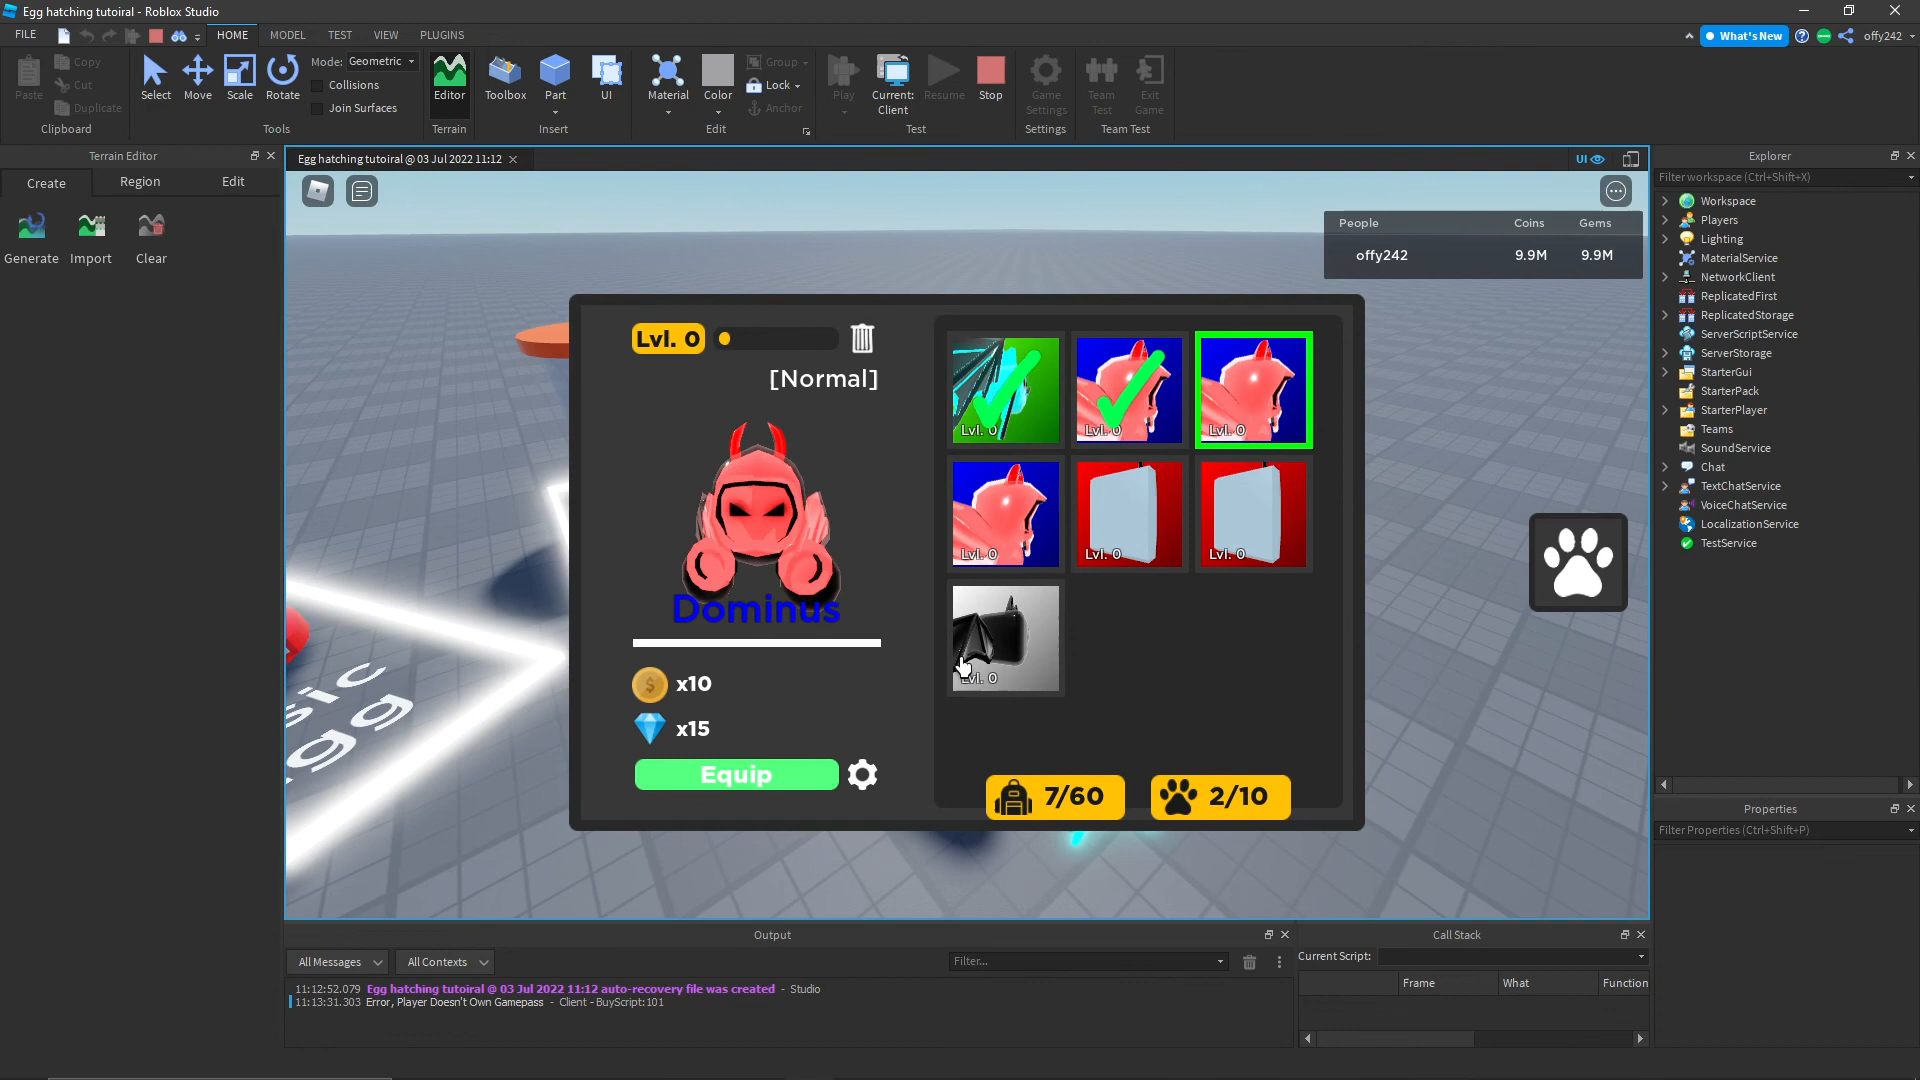 Egg hatching tutoiral - Roblox Studio
FILE
HOME
MODEL
TEST
VIEW
PLUGINS
What's New
offy242
Paste
Copy
Cut
Duplicate
Clipboard
Select
Move
Scale
Rotate
Mode: Geometric
Collisions
Join Surfaces
Tools
Editor
Terrain
Toolbox
Part
UI
Insert
Material
Color
Group
Lock
Anchor
Edit
Play
Current:
Client
Resume
Stop
Test
Game
Settings
Settings
Team
Test
Exit
Game
Team Test
Terrain Editor
Create
Region
Edit
Generate
Import
Clear
Egg hatching tutoiral @ 03 Jul 2022 11:12
UI
People
Coins
Gems
offy242
9.9M
9.9M
Lvl. 0
[Normal]
Dominus
x10
x15
Equip
Lvl. 0
Lvl. 0
Lvl. 0
Lvl. 0
Lvl. 0
Lvl. 0
Lvl. 0
7/60
2/10
Explorer
Filter workspace (Ctrl+Shift+X)
Workspace
Players
Lighting
MaterialService
NetworkClient
ReplicatedFirst
ReplicatedStorage
ServerScriptService
ServerStorage
StarterGui
StarterPack
StarterPlayer
Teams
SoundService
Chat
TextChatService
VoiceChatService
LocalizationService
TestService
Properties
Filter Properties (Ctrl+Shift+P)
Output
All Messages
All Contexts
Filter...
11:12:52.079 Egg hatching tutoiral @ 03 Jul 2022 11:12 auto-recovery file was created - Studio
11:13:31.303 Error, Player Doesn't Own Gamepass - Client - BuyScript:101
Call Stack
Current Script:
Frame
What
Function